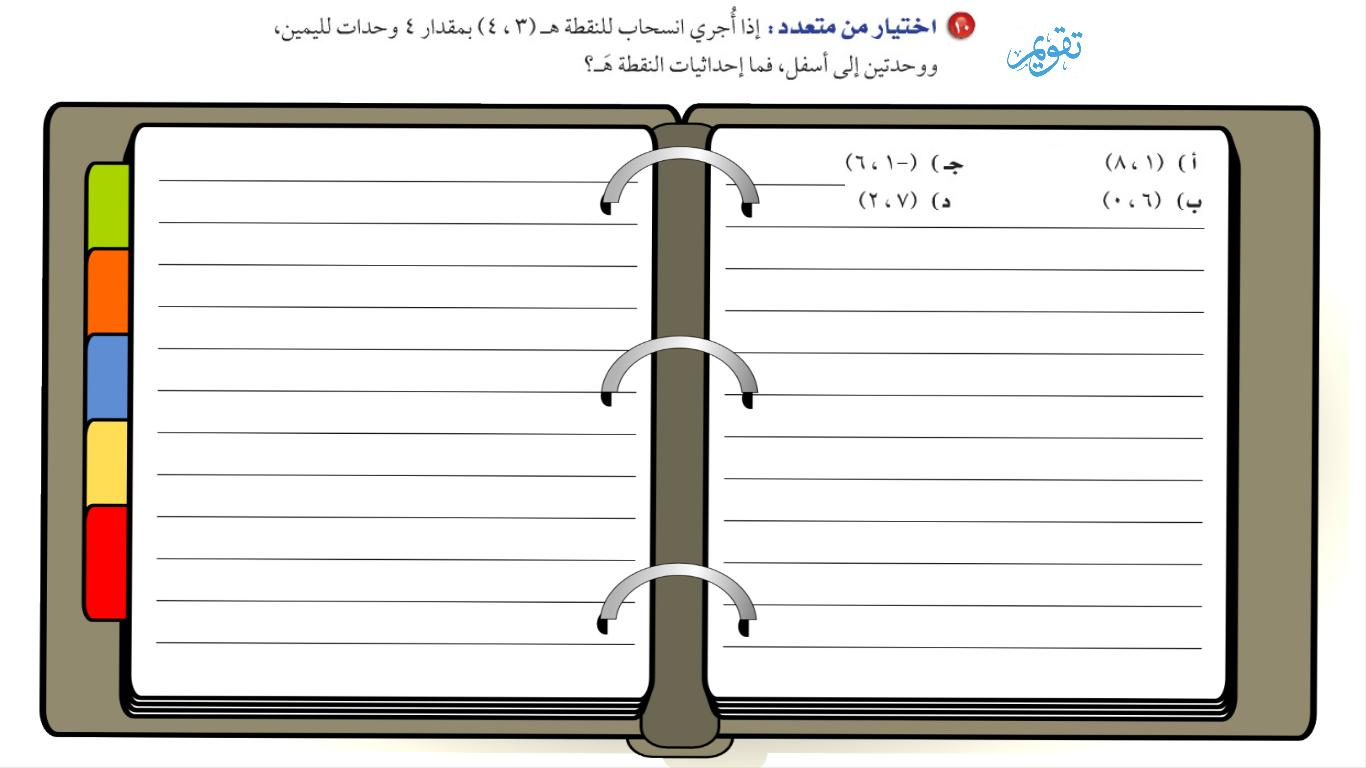 تقويم
١٠ اختيار من متعدد: إذا أُجري انسحاب للنقطة هـ (٣ ، ٤) بمقدار ٤ وحدات لليمين،
ووحدتين إلى أسفل، فما إحداثيات النقطة هَـ؟
أ) (١ ، ٨) جـ) (-١ ، ٦)
ب) (٦ ، ٠) د) (٧ ، ٢)